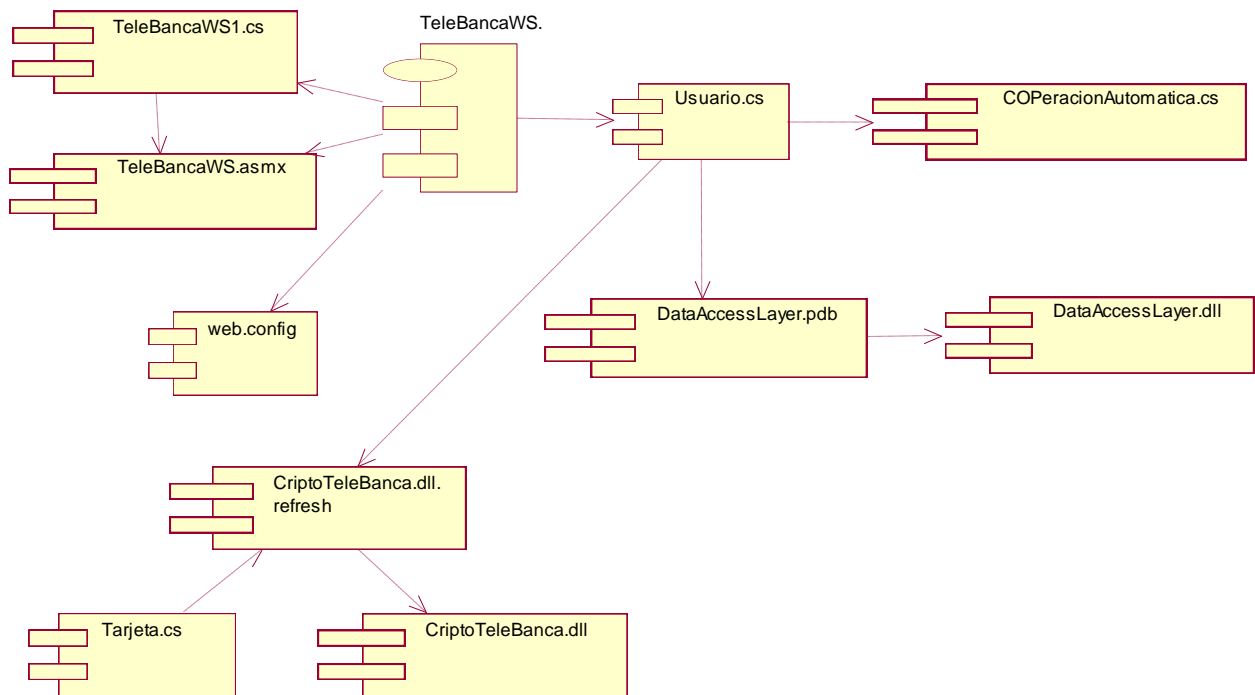 TeleBancaWS.
TeleBancaWS1.cs
Usuario.cs
COPeracionAutomatica.cs
TeleBancaWS.asmx
web.config
DataAccessLayer.pdb
DataAccessLayer.dll
CriptoTeleBanca.dll.
refresh
Tarjeta.cs
CriptoTeleBanca.dll